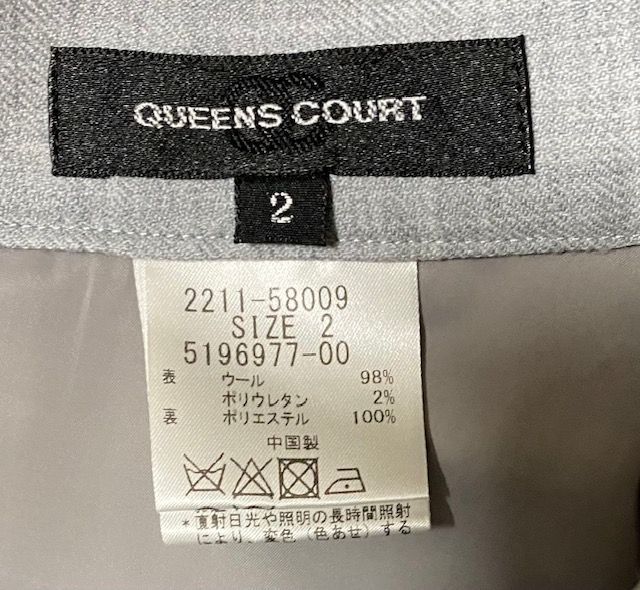 QUEENS COURT
2
2211-58009
SIZE 2
5196977-00
表 ウール 98%
ポリウレタン 2%
裏 ポリエステル 100%
中国製
*直射日光や照明の長時間照射
により、変色（色あせ）する